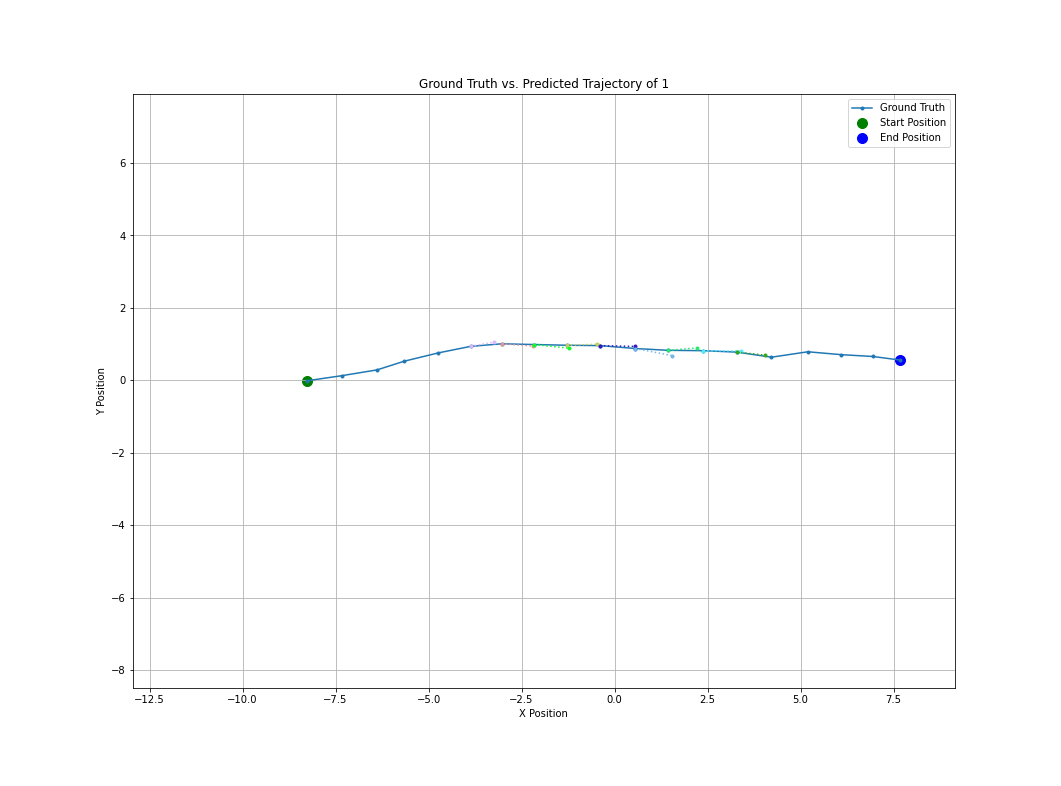 Ground Truth vs. Predicted Trajectory of 1
Ground Truth
Start Position
End Position
6
4
2
0
−2
−4
−6
−8
Y Position
−12.5 −10.0 −7.5 −5.0 −2.5 0.0 2.5 5.0 7.5
X Position